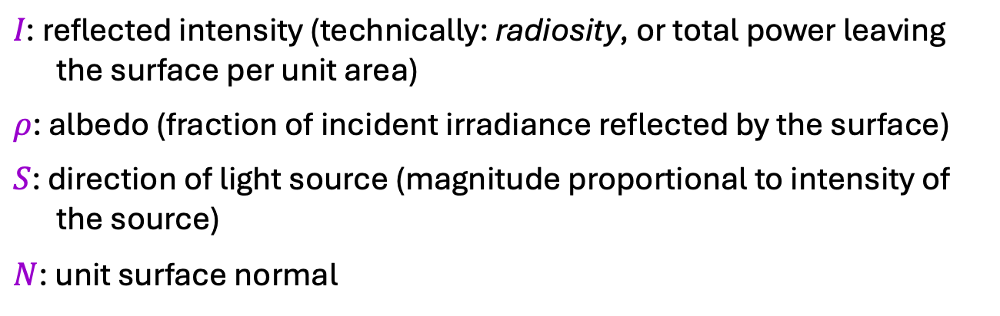 I: reflected intensity (technically: radiosity, or total power leaving
the surface per unit area)
ρ: albedo (fraction of incident irradiance reflected by the surface)
S: direction of light source (magnitude proportional to intensity of
the source)
N: unit surface normal